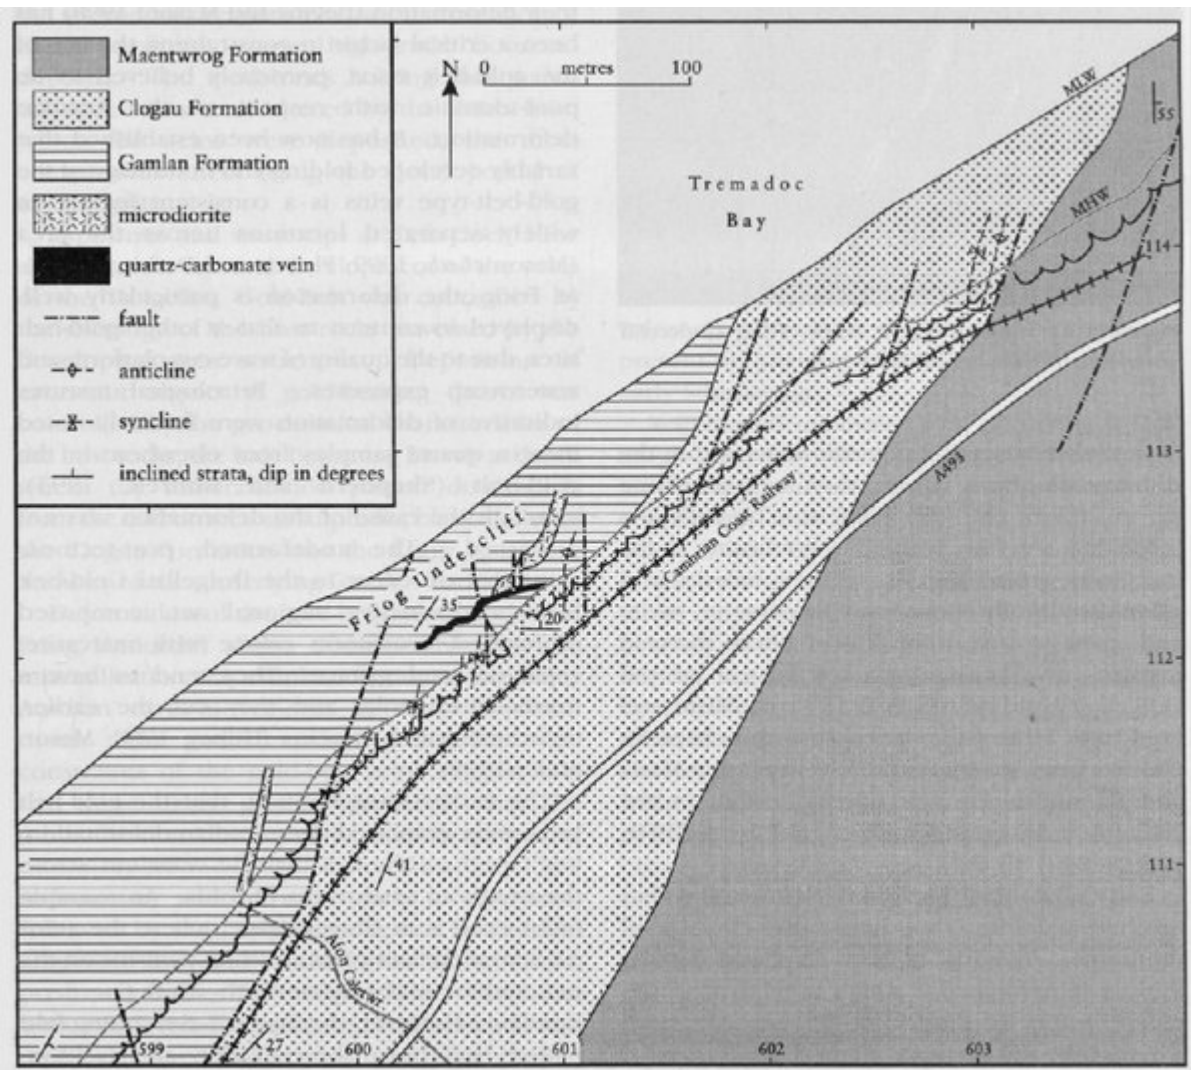 Maentwrog Formation
Clogau Formation
Gamlan Formation
microdiorite
quartz-carbonate vein
fault
anticline
syncline
inclined strata, dip in degrees
N 0 metres 100
MLW
55
Tremadoc
Bay
MHW
114
113
A493
Cambrian Coast Railway
Friog Undercliff
35
20
112
111
41
Afon
27
599
600
601
602
603